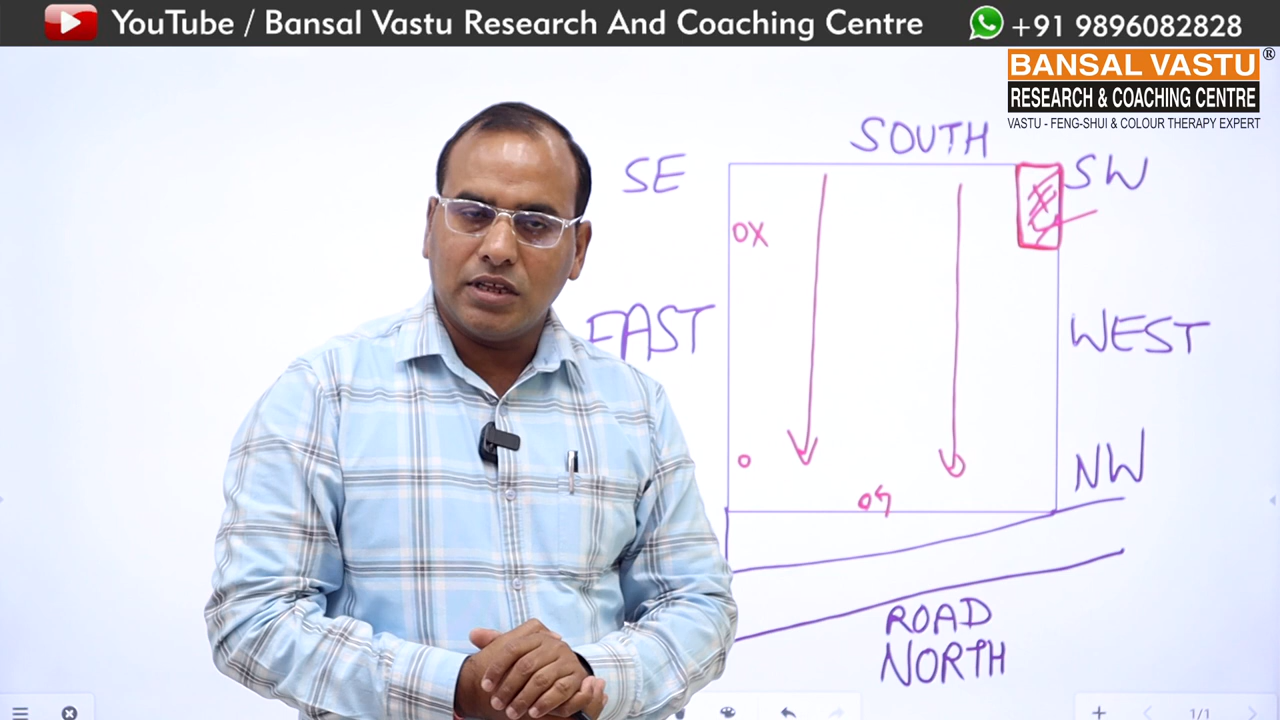 YouTube / Bansal Vastu Research And Coaching Centre
+91 9896082828
BANSAL VASTU®
RESEARCH & COACHING CENTRE
VASTU - FENG-SHUI & COLOUR THERAPY EXPERT
SOUTH
SE
SW
OX
EAST
WEST
O
NW
ROAD
NORTH
1/1